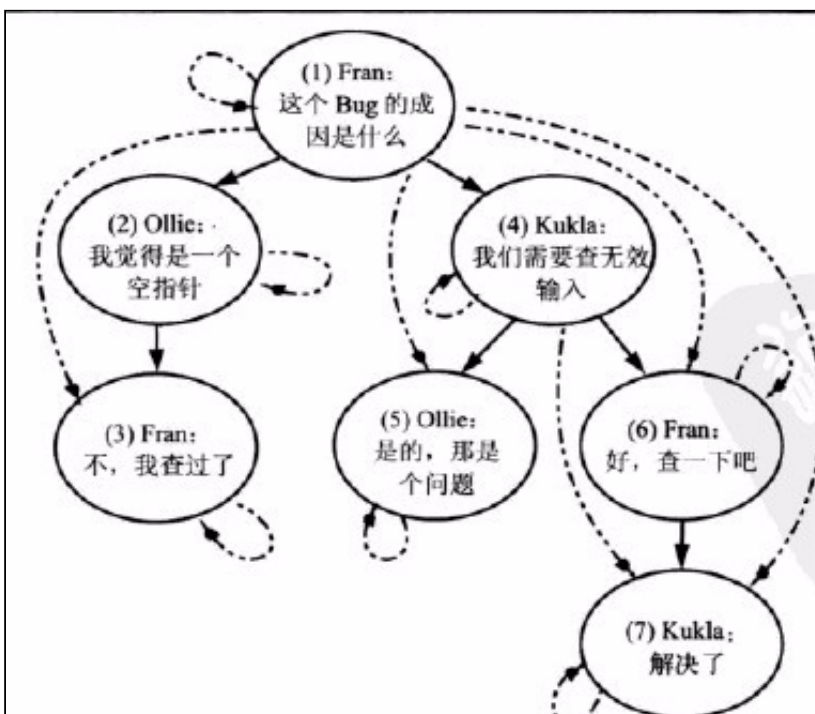 (1) Fran：
这个 Bug 的成
因是什么
(2) Ollie：
我觉得是一个
空指针
(4) Kukla：
我们需要查无效
输入
(3) Fran：
不，我查过了
(5) Ollie：
是的，那是
个问题
(6) Fran：
好，查一下吧
(7) Kukla：
解决了